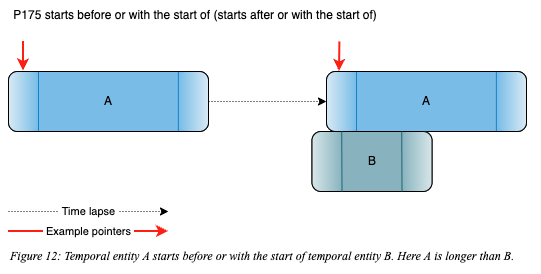 P175 starts before or with the start of (starts after or with the start of)
A
A
B
Time lapse
Example pointers
Figure 12: Temporal entity A starts before or with the start of temporal entity B. Here A is longer than B.